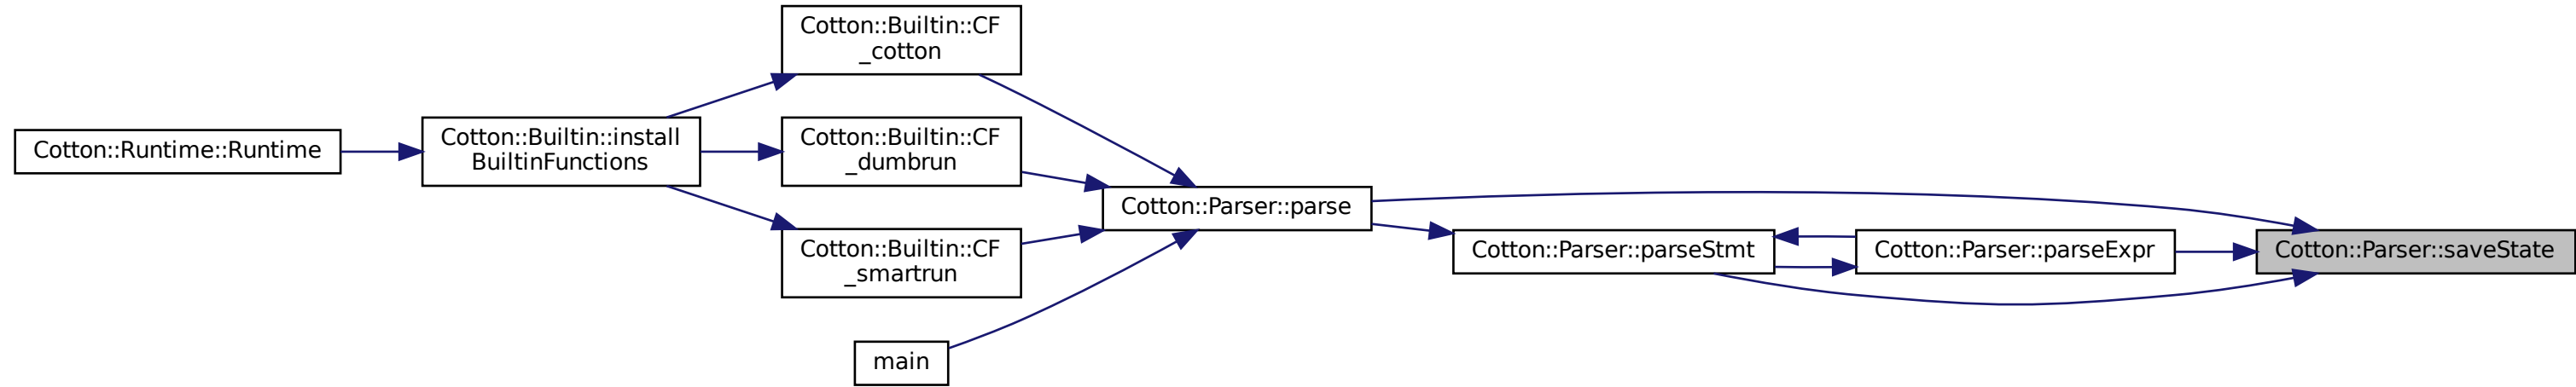 Cotton::Runtime::Runtime
Cotton::Builtin::install
BuiltinFunctions
Cotton::Builtin::CF
_cotton
Cotton::Builtin::CF
_dumbrun
Cotton::Builtin::CF
_smartrun
main
Cotton::Parser::parse
Cotton::Parser::parseStmt
Cotton::Parser::parseExpr
Cotton::Parser::saveState